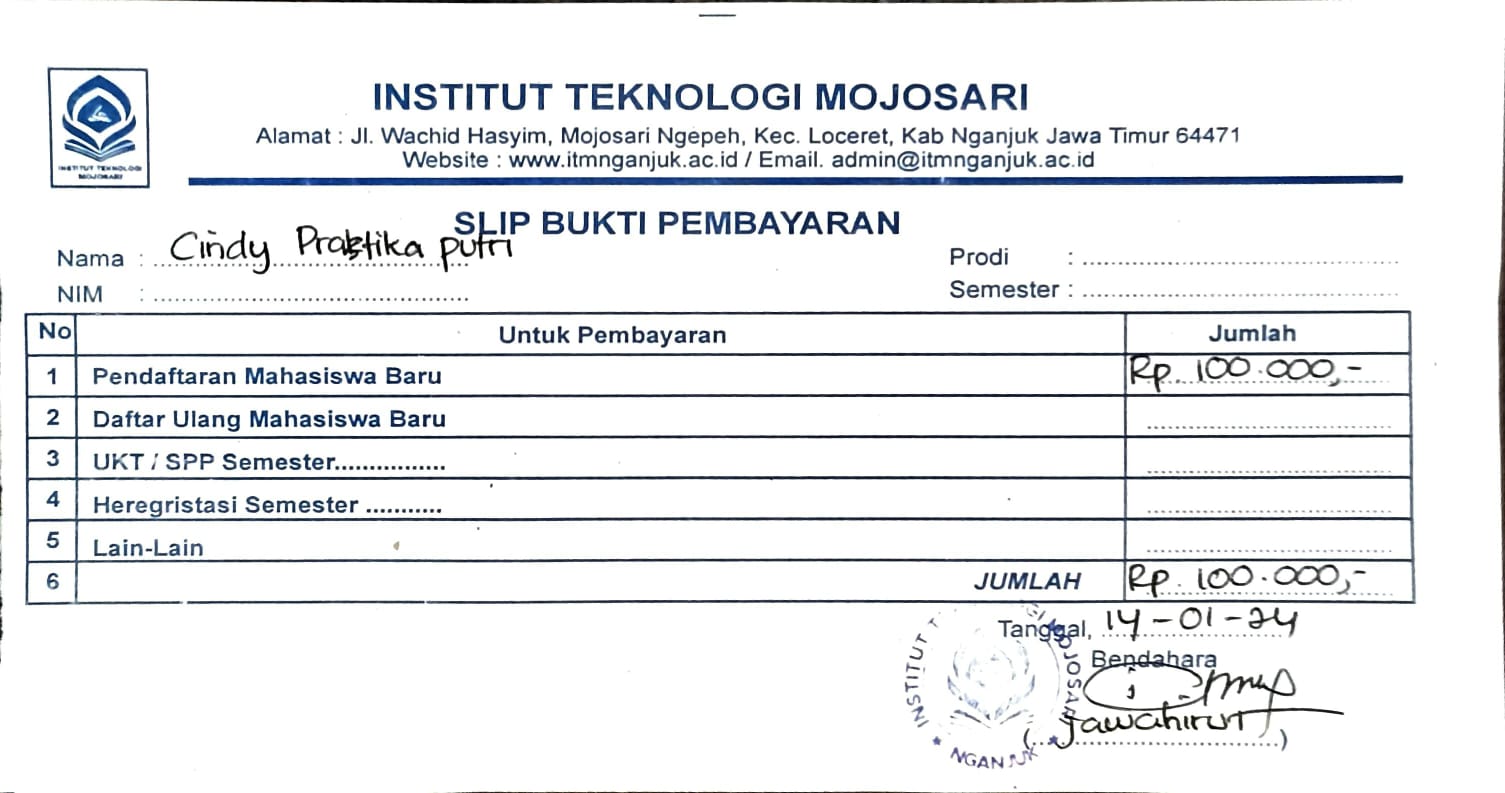 INSTITUT TEKNOLOGI MOJOSARI
INSTITUT TEKNOLOGI MOJOSARI
Alamat : Jl. Wachid Hasyim, Mojosari Ngepeh, Kec. Loceret, Kab Nganjuk Jawa Timur 64471
Website : www.itmnganjuk.ac.id / Email. admin@itmnganjuk.ac.id
SLIP BUKTI PEMBAYARAN
Nama : Cindy Praktika putri Prodi : ..............................
NIM : .............................. Semester : ..............................
No Untuk Pembayaran Jumlah
1 Pendaftaran Mahasiswa Baru Rp. 100.000,-
2 Daftar Ulang Mahasiswa Baru ..............................
3 UKT / SPP Semester................ ..............................
4 Heregristasi Semester ........... ..............................
5 Lain-Lain ..............................
6 JUMLAH Rp. 100.000,-
Tanggal, 14-01-24
Bendahara
(Jawahirut)
INSTITUT MOJOSARI
NGANJUK